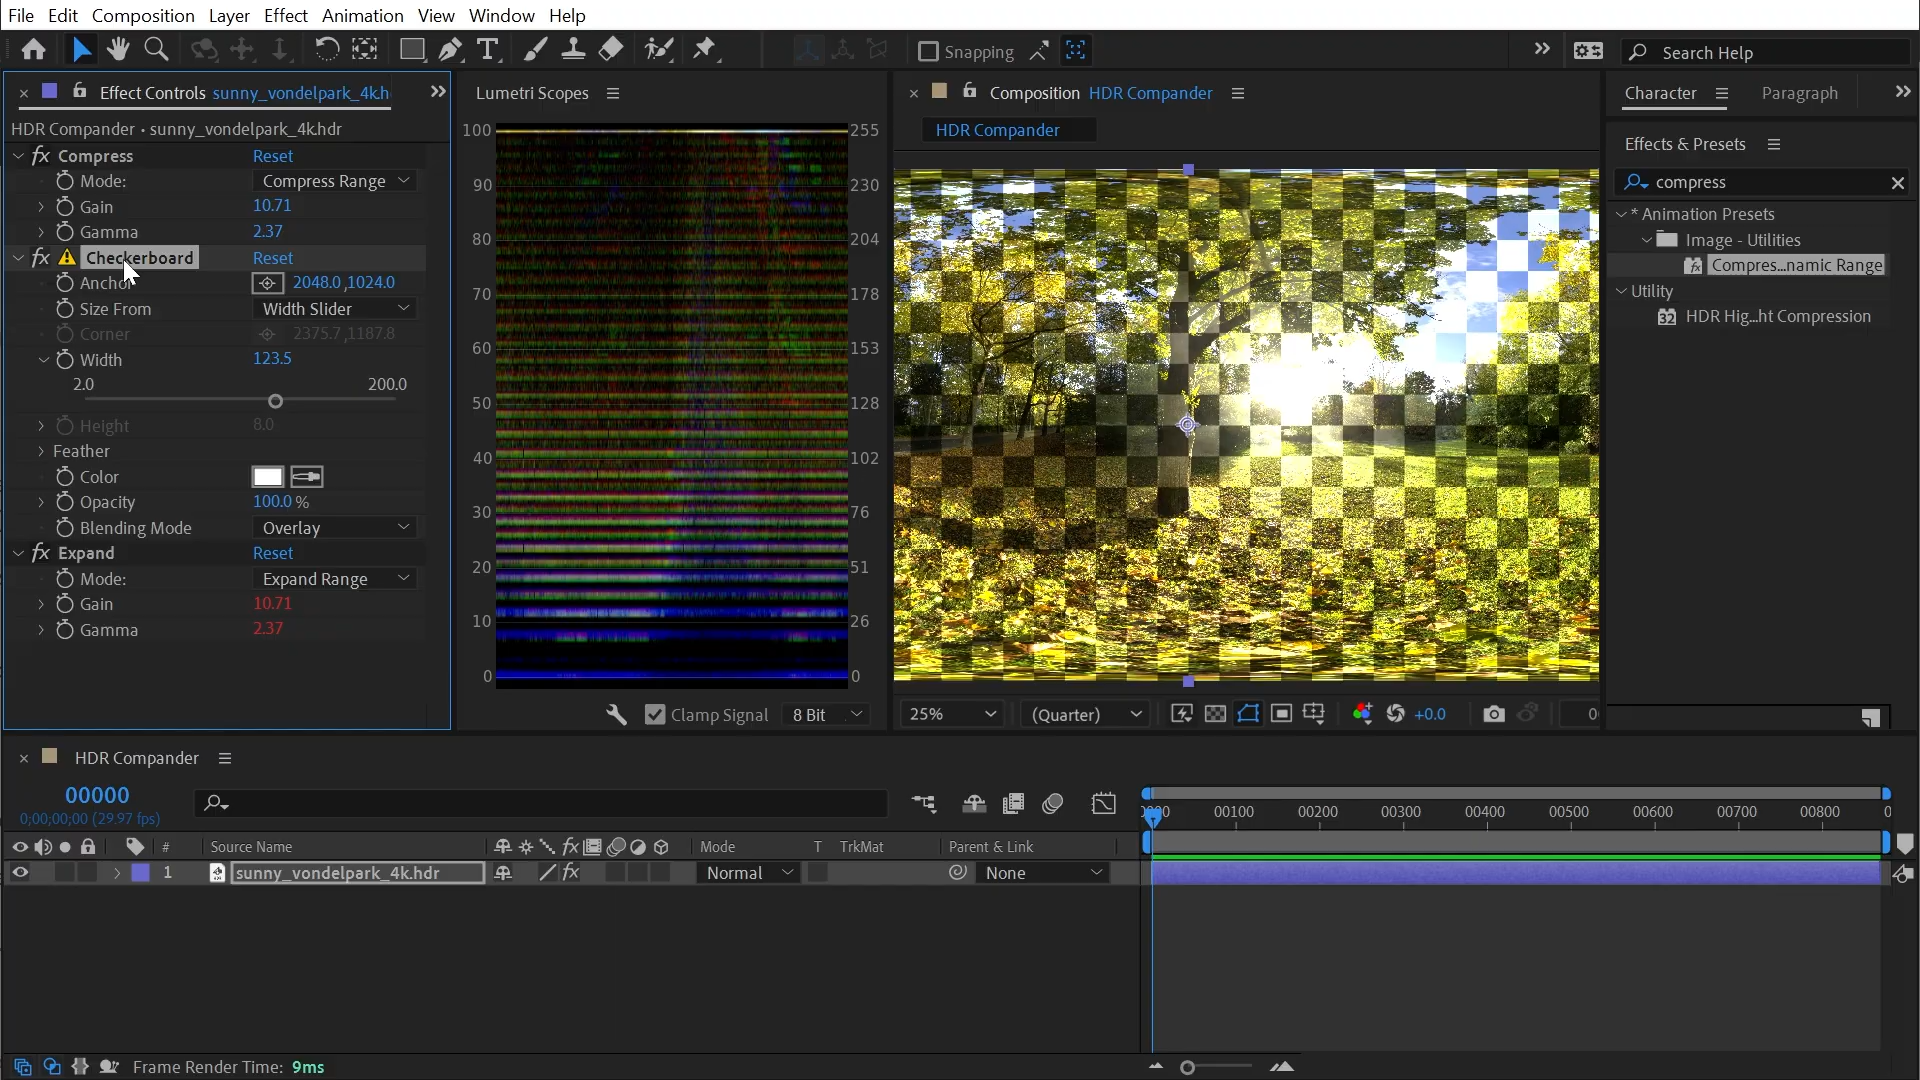 File Edit Composition Layer Effect Animation View Window Help
Snapping
Search Help
Effect Controls sunny_vondelpark_4k.h
HDR Compander • sunny_vondelpark_4k.hdr
fx Compress Reset
Mode: Compress Range
Gain 10.71
Gamma 2.37
fx Checkerboard Reset
Anchor 2048.0 ,1024.0
Size From Width Slider
Corner 2375.7 ,1187.8
Width 123.5
2.0 200.0
Height 8.0
Feather
Color
Opacity 100.0 %
Blending Mode Overlay
fx Expand Reset
Mode: Expand Range
Gain 10.71
Gamma 2.37
Lumetri Scopes
100 255
90 230
80 204
70 178
60 153
50 128
40 102
30 76
20 51
10 26
0 0
Clamp Signal 8 Bit
Composition HDR Compander
HDR Compander
25% (Quarter) +0.0 0
Character Paragraph
Effects & Presets
compress
* Animation Presets
Image - Utilities
Compres...namic Range
Utility
32 HDR Hig...ht Compression
HDR Compander
00000
0;00;00;00 (29.97 fps)
00100 00200 00300 00400 00500 00600 00700 00800 0
# Source Name fx Mode T TrkMat Parent & Link
1 sunny_vondelpark_4k.hdr fx Normal None
Frame Render Time: 9ms